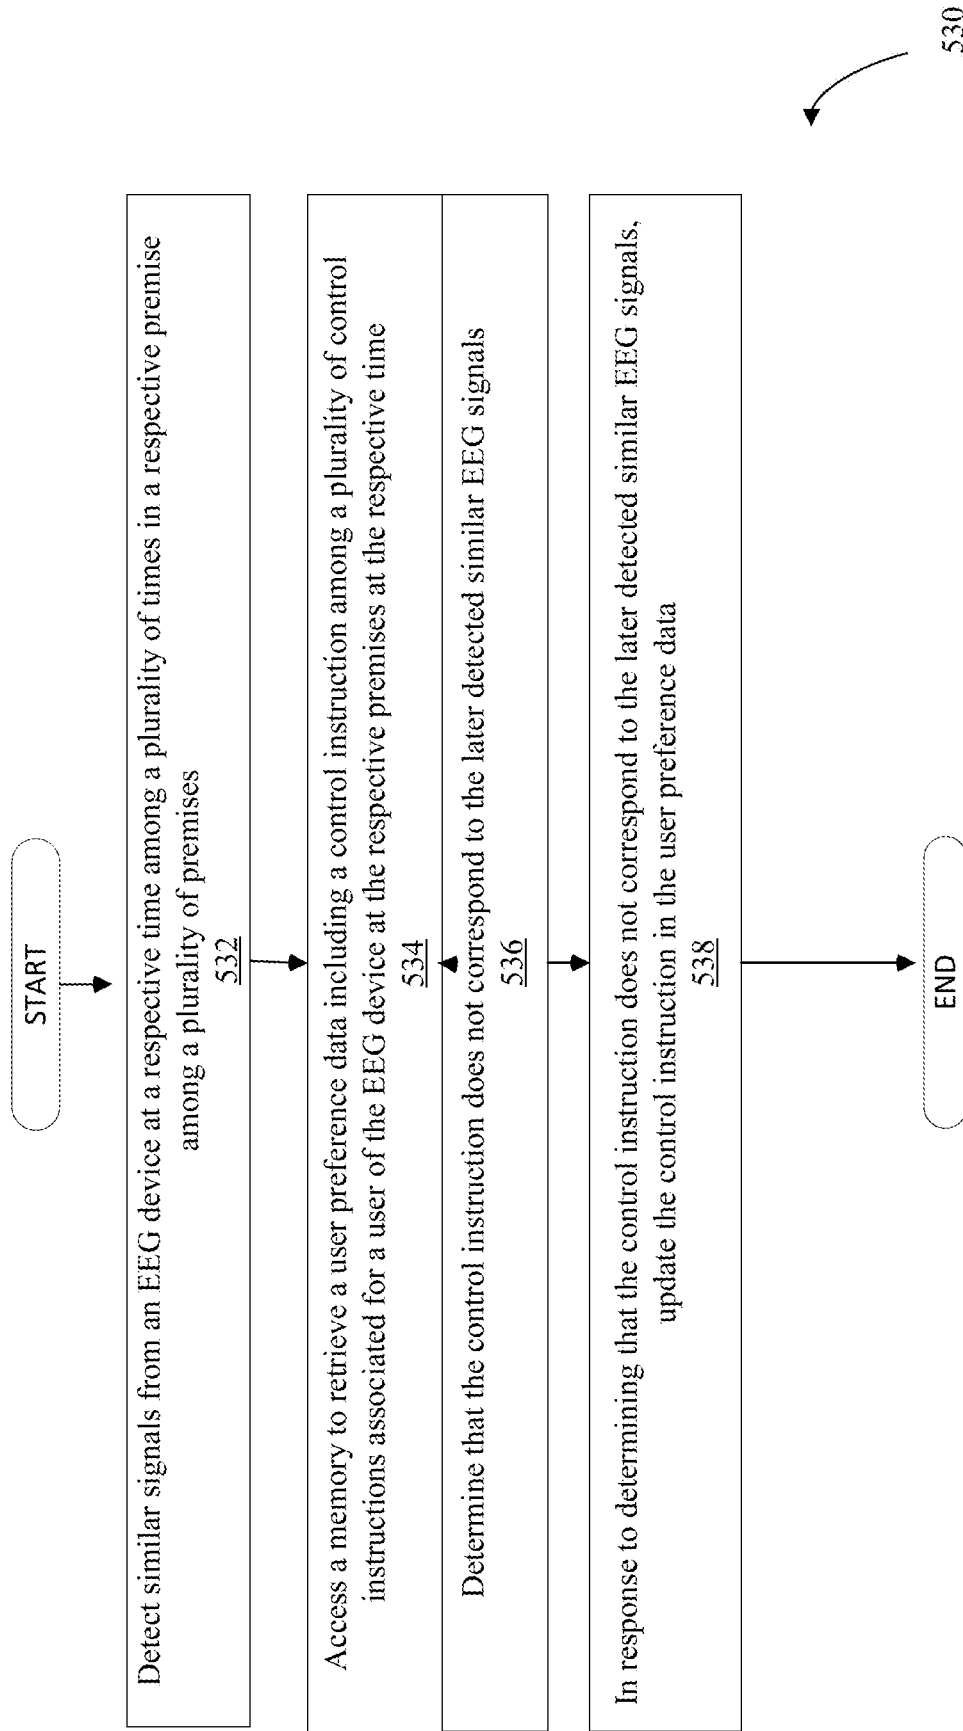 530
START
Detect similar signals from an EEG device at a respective time among a plurality of times in a respective premise
among a plurality of premises
532
Access a memory to retrieve a user preference data including a control instruction among a plurality of control
instructions associated for a user of the EEG device at the respective premises at the respective time
534
Determine that the control instruction does not correspond to the later detected similar EEG signals
536
In response to determining that the control instruction does not correspond to the later detected similar EEG signals,
update the control instruction in the user preference data
538
END